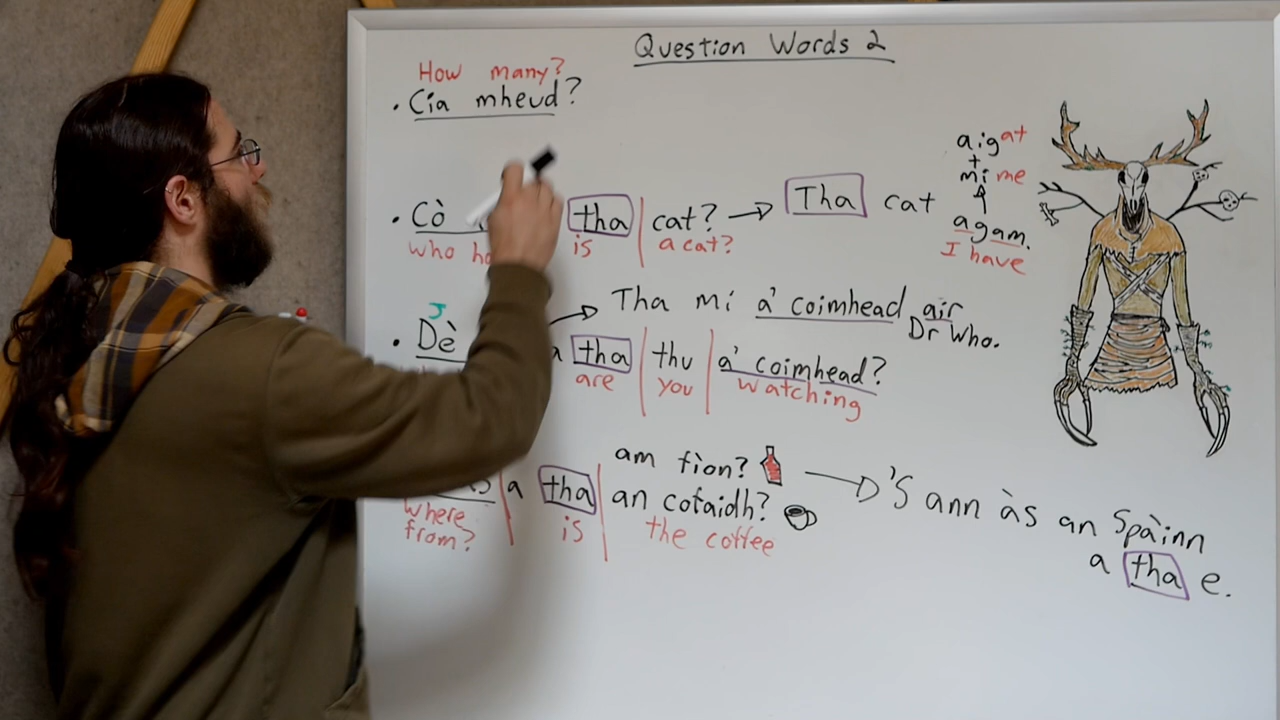 Question Words 2
How many?
· Cia mheud?
· Cò tha cat? → Tha cat agam.
who is a cat? I have
aig at
+
mi me
Tha mi a' coimhead air
Dr Who.
· Dè a tha thu a' coimhead?
are you watching
am fìon?
a tha an cofaidh? → 'S ann às an Spàinn
where is the coffee
from?
a tha e.